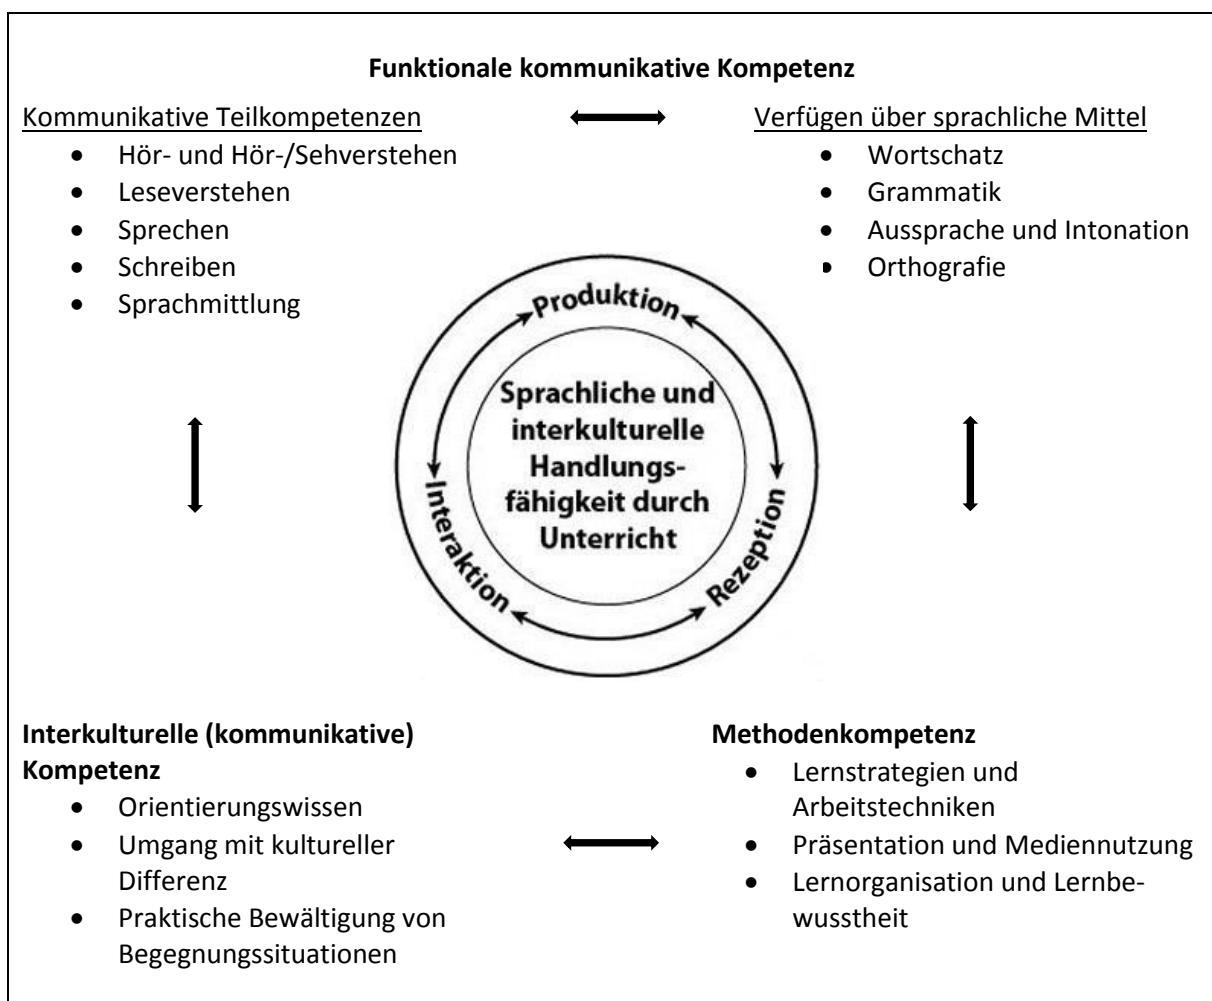 Funktionale kommunikative Kompetenz
Kommunikative Teilkompetenzen
• Hör- und Hör-/Sehverstehen
• Leseverstehen
• Sprechen
• Schreiben
• Sprachmittlung
Verfügen über sprachliche Mittel
• Wortschatz
• Grammatik
• Aussprache und Intonation
• Orthografie
Produktion
Sprachliche und
interkulturelle
Handlungs-
fähigkeit durch
Unterricht
Interaktion
Rezeption
Interkulturelle (kommunikative)
Kompetenz
• Orientierungswissen
• Umgang mit kultureller
Differenz
• Praktische Bewältigung von
Begegnungssituationen
Methodenkompetenz
• Lernstrategien und
Arbeitstechniken
• Präsentation und Mediennutzung
• Lernorganisation und Lernbe-
wusstheit